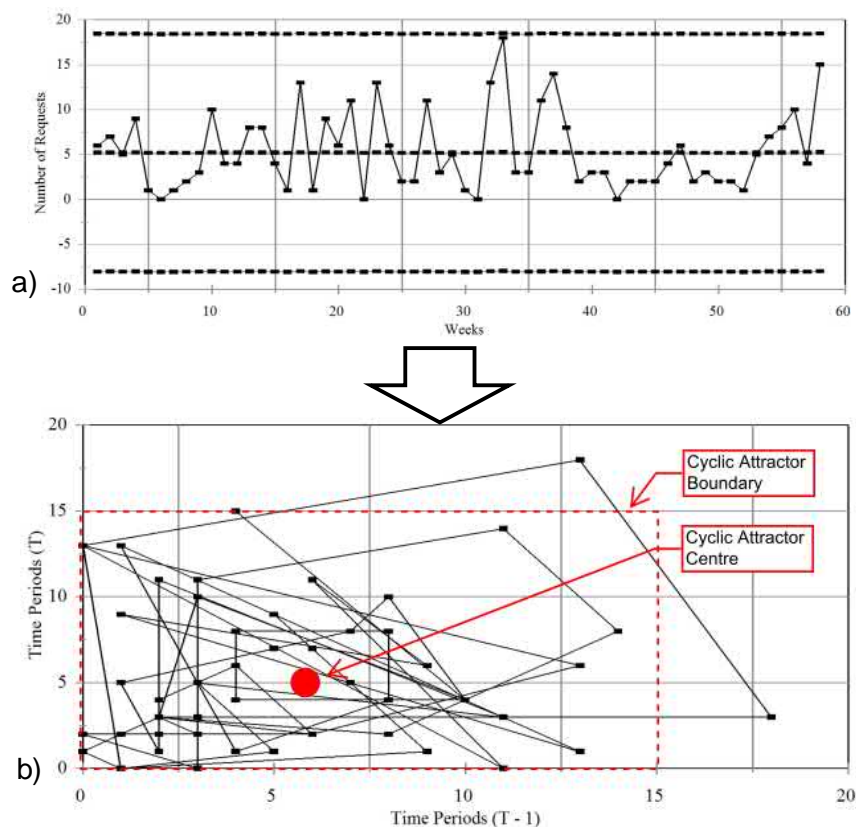 20
15
10
5
0
-5
-10
Number of Requests
a)
0 10 20 30 40 50 60
Weeks
20
15
10
5
0
Time Periods (T)
Cyclic Attractor
Boundary
Cyclic Attractor
Centre
b)
0 5 10 15 20
Time Periods (T - 1)